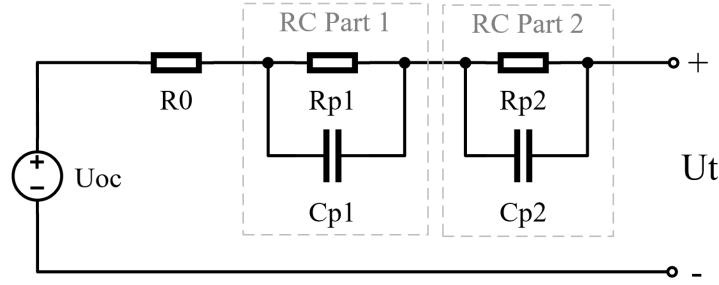 RC Part 1
RC Part 2
+
R0
Rp1
Rp2
+
-
Uoc
Ut
Cp1
Cp2
-